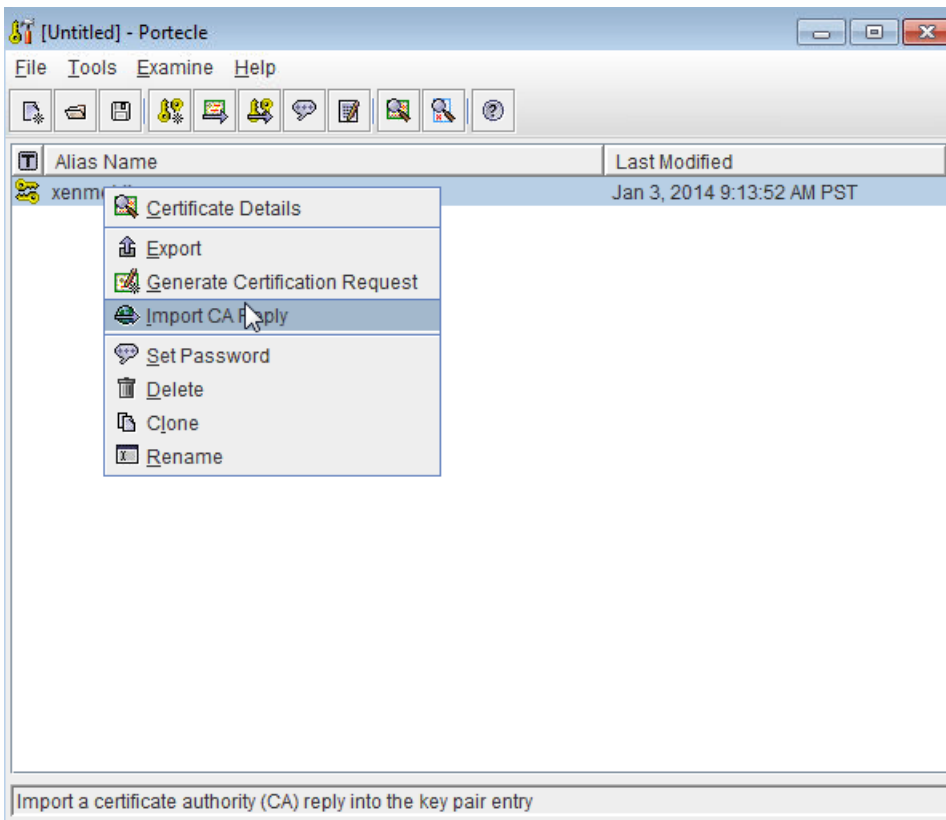 [Untitled] - Portecle
File Tools Examine Help
T Alias Name Last Modified
Jan 3, 2014 9:13:52 AM PST
Certificate Details
Export
Generate Certification Request
Import CA Reply
Set Password
Delete
Clone
Rename
Import a certificate authority (CA) reply into the key pair entry